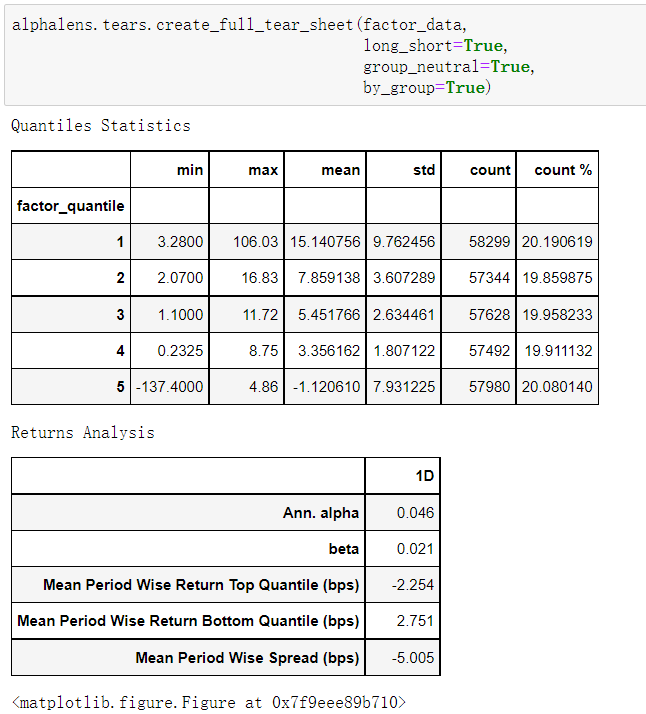 alphalens.tears.create_full_tear_sheet(factor_data,
long_short=True,
group_neutral=True,
by_group=True)
Quantiles Statistics
min max mean std count count %
factor_quantile
1 3.2800 106.03 15.140756 9.762456 58299 20.190619
2 2.0700 16.83 7.859138 3.607289 57344 19.859875
3 1.1000 11.72 5.451766 2.634461 57628 19.958233
4 0.2325 8.75 3.356162 1.807122 57492 19.911132
5 -137.4000 4.86 -1.120610 7.931225 57980 20.080140
Returns Analysis
1D
Ann. alpha 0.046
beta 0.021
Mean Period Wise Return Top Quantile (bps) -2.254
Mean Period Wise Return Bottom Quantile (bps) 2.751
Mean Period Wise Spread (bps) -5.005
<matplotlib.figure.Figure at 0x7f9eee89b710>